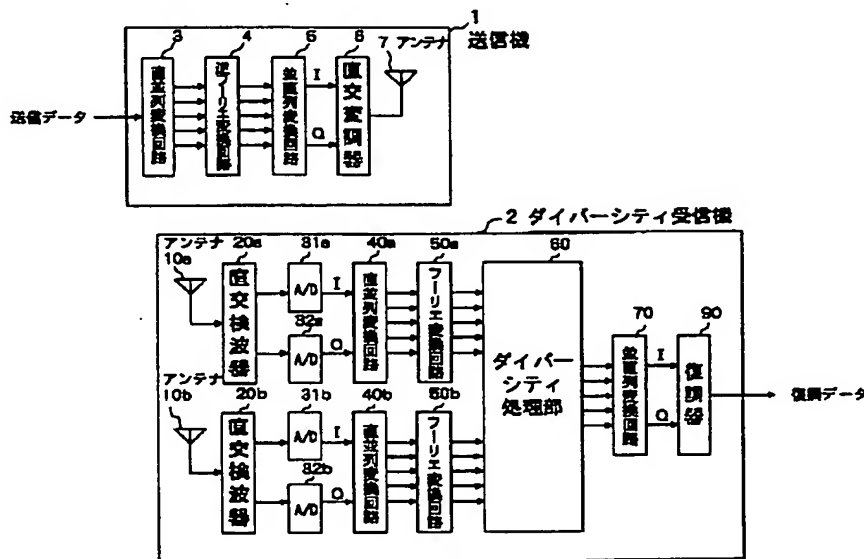 1
送信機
3
4
5
6
7 アンテナ
送信データ
直並列変換回路
逆フーリエ変換回路
並直列変換回路
I
Q
直交変調器
2 ダイバーシティ受信機
アンテナ
10a
20a
直交検波器
31a
A/D
I
32a
A/D
Q
40a
直並列変換回路
50a
フーリエ変換回路
60
ダイバー
シティ
処理部
70
並直列変換回路
I
Q
90
復調器
復調データ
アンテナ
10b
20b
直交検波器
31b
A/D
I
32b
A/D
Q
40b
直並列変換回路
50b
フーリエ変換回路